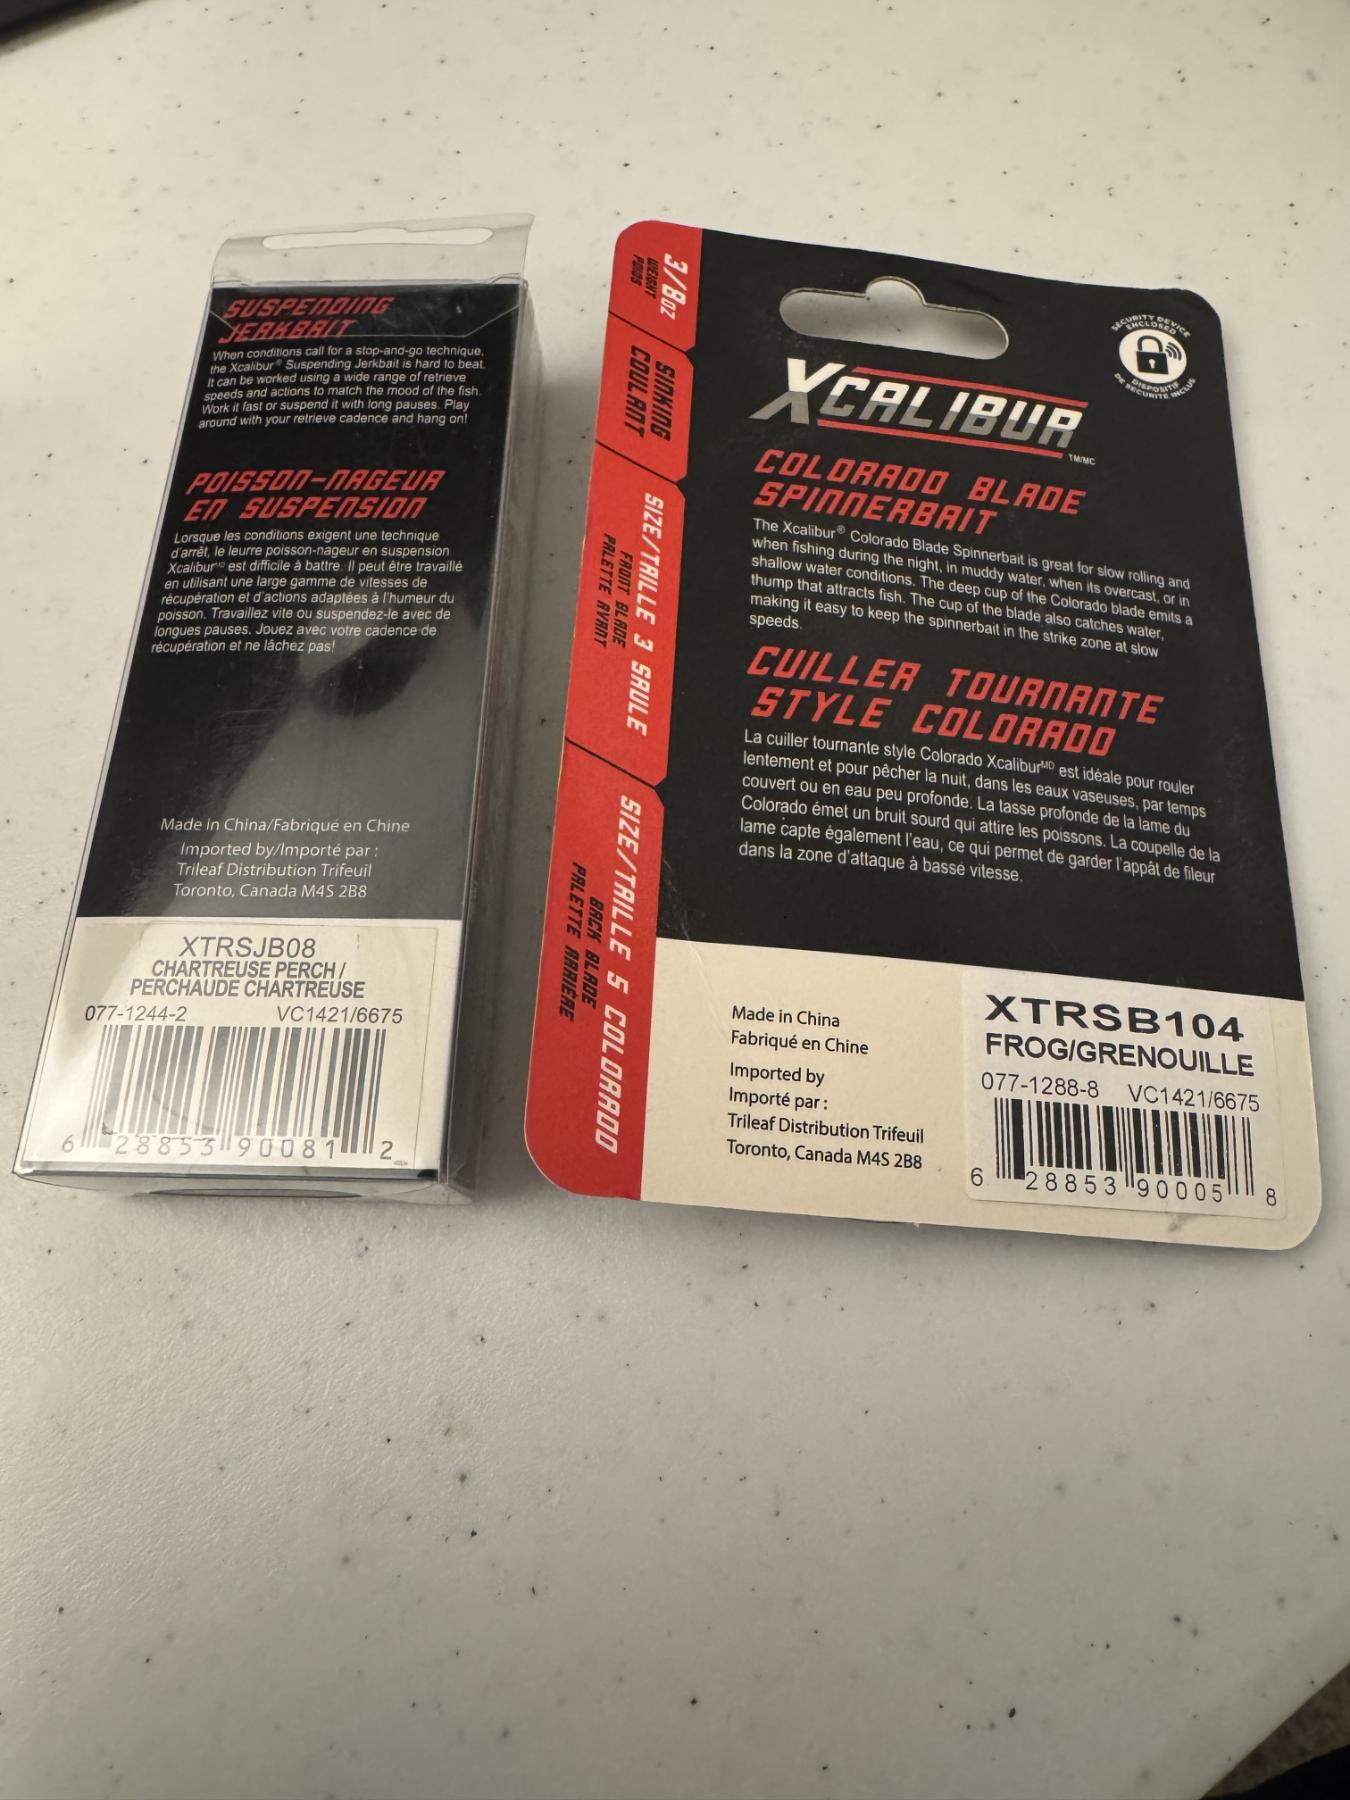 SUSPENDING
JERKBAIT
When conditions call for a stop-and-go technique,
the Xcalibur® Suspending Jerkbait is hard to beat.
It can be worked using a wide range of retrieve
speeds and actions to match the mood of the fish.
Work it fast or suspend it with long pauses. Play
around with your retrieve cadence and hang on!
POISSON-NAGEUR
EN SUSPENSION
Lorsque les conditions exigent une technique
d'arrêt, le leurre poisson-nageur en suspension
Xcalibur MD est difficile à battre. Il peut être travaillé
en utilisant une large gamme de vitesses de
récupération et d'actions adaptées à l'humeur du
poisson. Travaillez vite ou suspendez-le avec de
longues pauses. Jouez avec votre cadence de
récupération et ne lâchez pas!
Made in China/Fabriqué en Chine
Imported by/Importé par :
Trileaf Distribution Trifeuil
Toronto, Canada M4S 2B8
XTRSJB08
CHARTREUSE PERCH /
PERCHAUDE CHARTREUSE
077-1244-2 VC1421/6675
6 28853 90081 2
3/8 OZ
WEIGHT
POIDS
SINKING
COULANT
SIZE/TAILLE 3 SAULE
FRONT BLADE
PALETTE AVANT
SIZE/TAILLE 5 COLORADO
BACK BLADE
PALETTE ARRIÈRE
SECURITY DEVICE
ENCLOSED
DISPOSITIF
DE SÉCURITÉ INCLUS
XCALIBUR
TM/MC
COLORADO BLADE
SPINNERBAIT
The Xcalibur® Colorado Blade Spinnerbait is great for slow rolling and
when fishing during the night, in muddy water, when its overcast, or in
shallow water conditions. The deep cup of the Colorado blade emits a
thump that attracts fish. The cup of the blade also catches water,
making it easy to keep the spinnerbait in the strike zone at slow
speeds.
CUILLER TOURNANTE
STYLE COLORADO
La cuiller tournante style Colorado Xcalibur MD est idéale pour rouler
lentement et pour pêcher la nuit, dans les eaux vaseuses, par temps
couvert ou en eau peu profonde. La tasse profonde de la lame du
Colorado émet un bruit sourd qui attire les poissons. La coupelle de la
lame capte également l'eau, ce qui permet de garder l'appât de fileur
dans la zone d'attaque à basse vitesse.
Made in China
Fabriqué en Chine
Imported by
Importé par :
Trileaf Distribution Trifeuil
Toronto, Canada M4S 2B8
XTRSB104
FROG/GRENOUILLE
077-1288-8 VC1421/6675
6 28853 90005 8